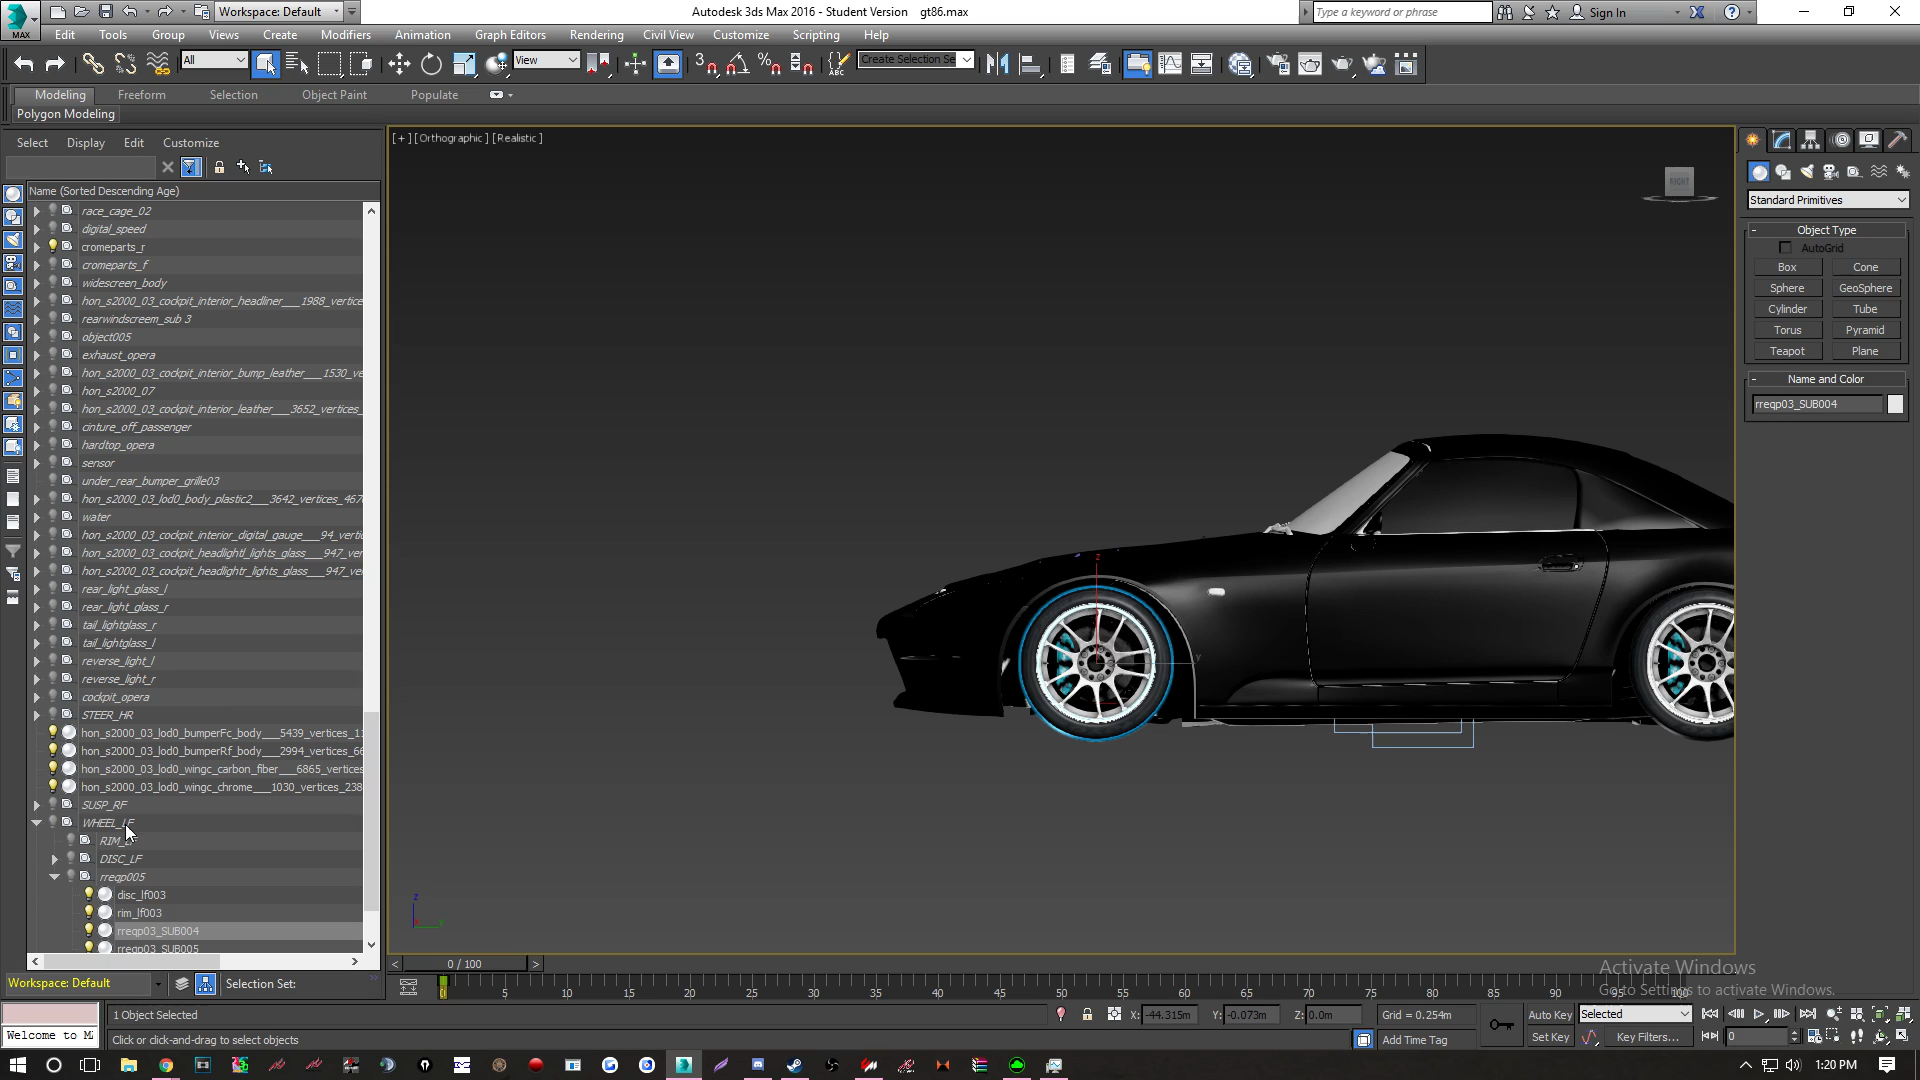 Workspace: Default
Autodesk 3ds Max 2016 - Student Version gt86.max
Type a keyword or phrase
Sign In
MAX
Edit Tools Group Views Create Modifiers Animation Graph Editors Rendering Civil View Customize Scripting Help
All
View
Create Selection Se
Modeling Freeform Selection Object Paint Populate
Polygon Modeling
Select Display Edit Customize
[+][Orthographic][Realistic]
Name (Sorted Descending Age)
RIGHT
Standard Primitives
race_cage_02
digital_speed
cromeparts_r
cromeparts_f
widescreen_body
hon_s2000_03_cockpit_interior_headliner___1988_vertice
rearwindscreem_sub 3
object005
exhaust_opera
hon_s2000_03_cockpit_interior_bump_leather___1530_ve
hon_s2000_07
hon_s2000_03_cockpit_interior_leather___3652_vertices_
cinture_off_passenger
hardtop_opera
sensor
under_rear_bumper_grille03
hon_s2000_03_lod0_body_plastic2___3642_vertices_467
water
hon_s2000_03_cockpit_interior_digital_gauge___94_verti
hon_s2000_03_cockpit_headlightl_lights_glass___947_ver
hon_s2000_03_cockpit_headlightr_lights_glass___947_ve
rear_light_glass_l
rear_light_glass_r
tail_lightglass_r
tail_lightglass_l
reverse_light_l
reverse_light_r
cockpit_opera
STEER_HR
hon_s2000_03_lod0_bumperFc_body___5439_vertices_11
hon_s2000_03_lod0_bumperRf_body___2994_vertices_66
hon_s2000_03_lod0_wingc_carbon_fiber___6865_vertices
hon_s2000_03_lod0_wingc_chrome___1030_vertices_238
SUSP_RF
WHEEL_LF
RIM_LF
DISC_LF
rreqp005
disc_lf003
rim_lf003
rreqp03_SUB004
rreqp03_SUB005
Object Type
AutoGrid
Box Cone
Sphere GeoSphere
Cylinder Tube
Torus Pyramid
Teapot Plane
Name and Color
rreqp03_SUB004
z
y
z
y
0 / 100
Workspace: Default
Selection Set:
0 5 10 15 20 25 30 35 40 45 50 55 60 65 70 75 80 85 90 95 100
Activate Windows
Go to Settings to activate Windows.
1 Object Selected
X: -44.315m Y: -0.073m Z: 0.0m Grid = 0.254m
Auto Key Selected
Welcome to M
Click or click-and-drag to select objects
Add Time Tag
Set Key Key Filters... 0
1:20 PM